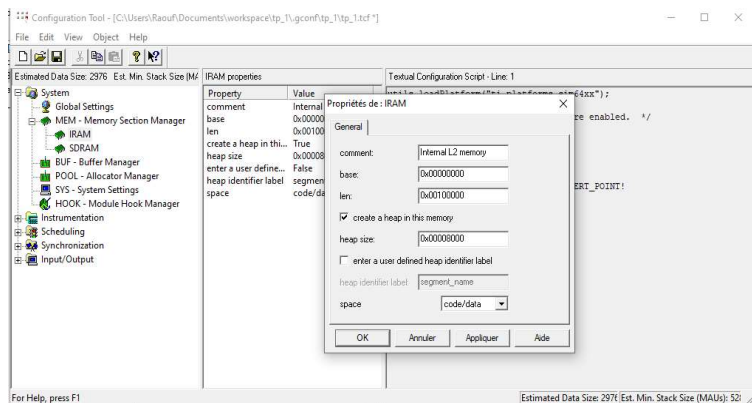 Configuration Tool - [C:\Users\Raouf\Documents\workspace\tp_1\.gconf\tp_1\tp_1.tcf *]
File Edit View Object Help
Estimated Data Size: 2976 Est. Min. Stack Size (MA
IRAM properties
Textual Configuration Script - Line: 1
System
Global Settings
MEM - Memory Section Manager
IRAM
SDRAM
BUF - Buffer Manager
POOL - Allocator Manager
SYS - System Settings
HOOK - Module Hook Manager
Instrumentation
Scheduling
Synchronization
Input/Output
Property Value
comment Internal
base 0x00000
len 0x00100
create a heap in thi... True
heap size 0x00008
enter a user define... False
heap identifier label segmen
space code/da
re enabled. */
ERT_POINT!
Propriétés de : IRAM
General
comment: Internal L2 memory
base: 0x00000000
len: 0x00100000
create a heap in this memory
heap size: 0x00008000
enter a user defined heap identifier label
heap identifier label: segment_name
space code/data
OK Annuler Appliquer Aide
For Help, press F1
Estimated Data Size: 2976 Est. Min. Stack Size (MAUs): 52